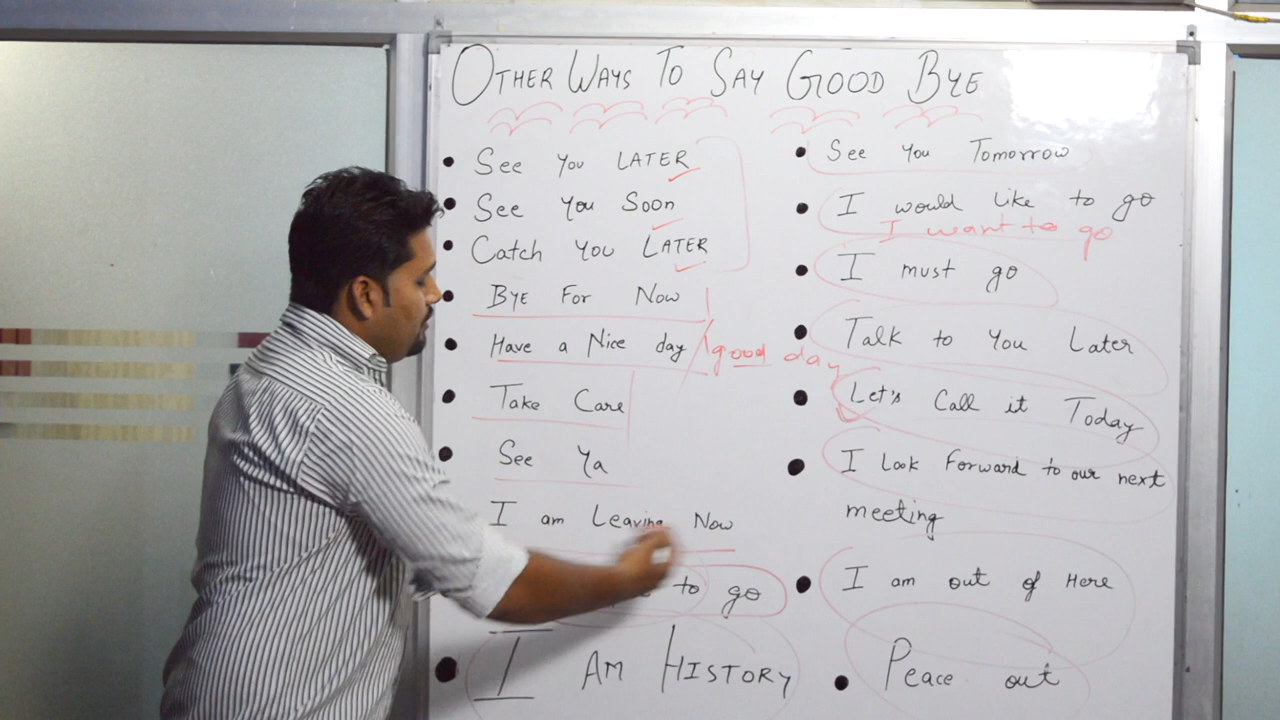 OTHER WAYS TO SAY GOOD BYE
• SEE YOU LATER
• SEE YOU SOON
• Catch YOU LATER
• BYE FOR NOW
• Have a Nice day / good day
• Take Care
• See Ya
I am Leaving Now
to go
• I AM HISTORY
• See You Tomorrow
• I would like to go
I want to go
• I must go
• Talk to You Later
• Let's Call it Today
• I Look Forward to our next
meeting
• I am out of Here
• Peace out